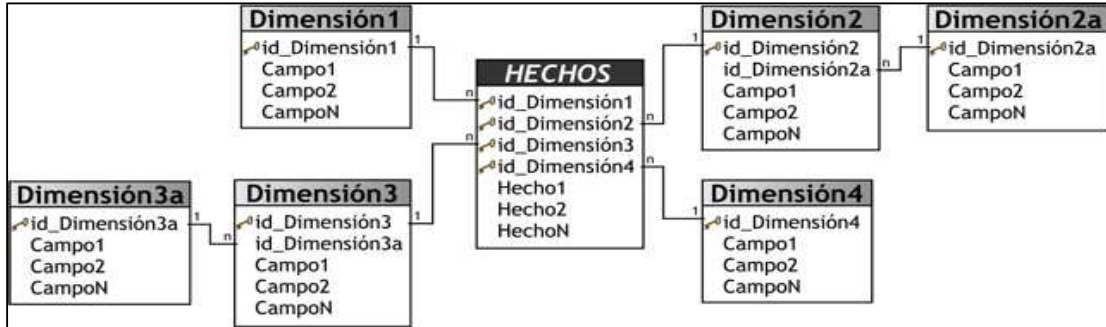 Dimensión1
id_Dimensión1
Campo1
Campo2
CampoN
1
n
HECHOS
id_Dimensión1
id_Dimensión2
id_Dimensión3
id_Dimensión4
Hecho1
Hecho2
HechoN
n
n
n
Dimensión2
id_Dimensión2
id_Dimensión2a
Campo1
Campo2
CampoN
1
n
Dimensión2a
id_Dimensión2a
Campo1
Campo2
CampoN
1
Dimensión3a
id_Dimensión3a
Campo1
Campo2
CampoN
1
n
Dimensión3
id_Dimensión3
id_Dimensión3a
Campo1
Campo2
CampoN
1
Dimensión4
id_Dimensión4
Campo1
Campo2
CampoN
1